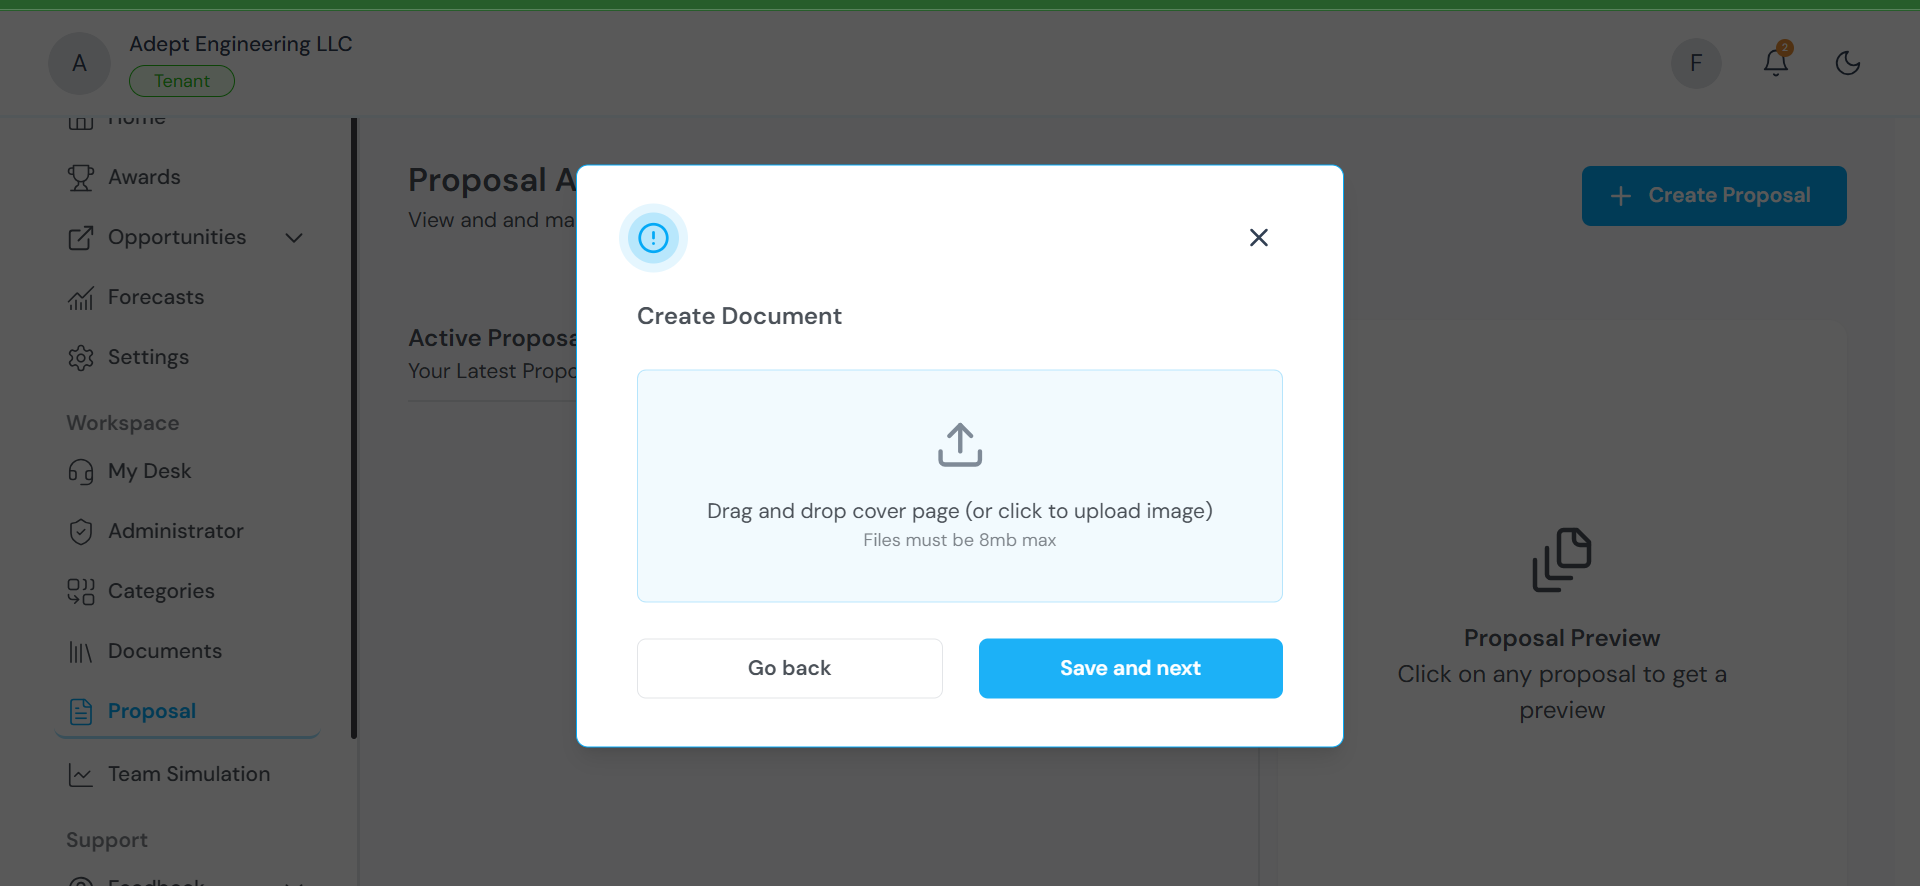 Adept Engineering LLC
A
Tenant
F
2
Home
Awards
Opportunities
Forecasts
Settings
Workspace
My Desk
Administrator
Categories
Documents
Proposal
Team Simulation
Support
Feedback
Proposal A
View and and ma
Create Proposal
Active Proposa
Your Latest Propo
Create Document
Drag and drop cover page (or click to upload image)
Files must be 8mb max
Go back
Save and next
Proposal Preview
Click on any proposal to get a
preview